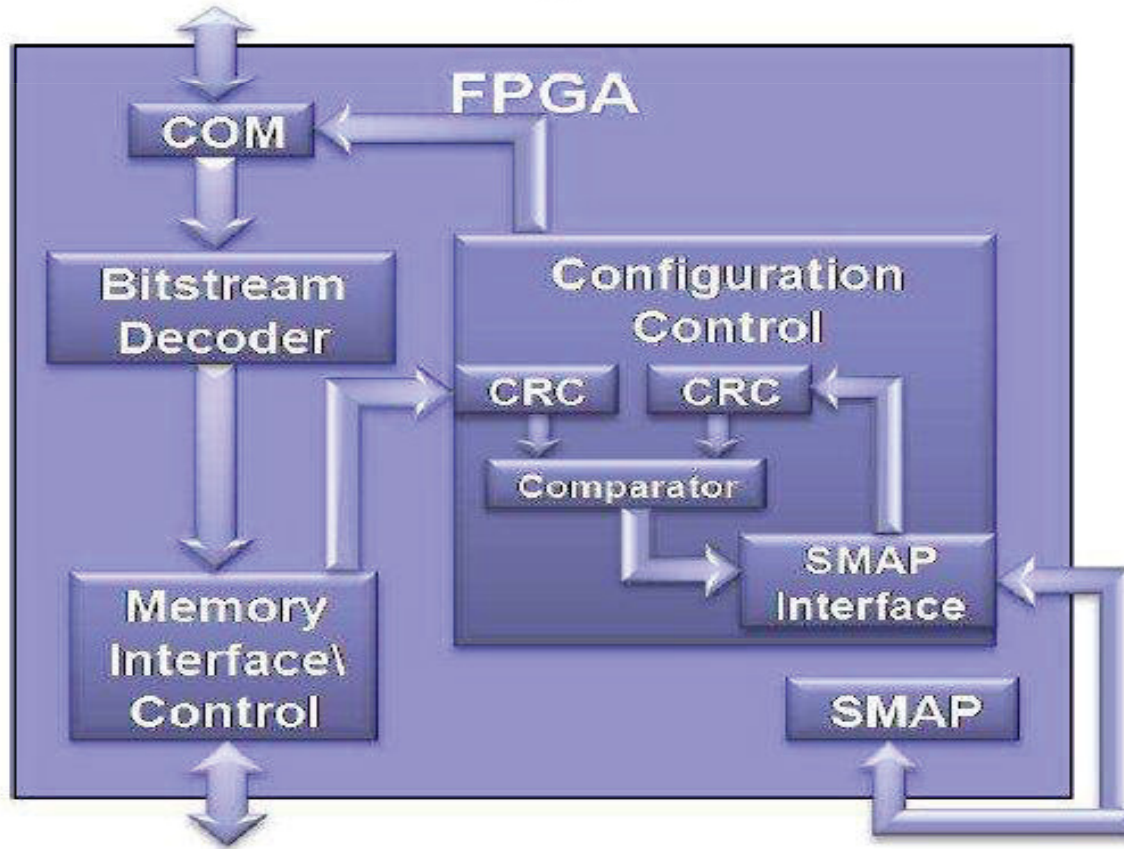 FPGA
COM
Bitstream
Decoder
Configuration
Control
CRC
CRC
Comparator
SMAP
Interface
Memory
Interface\
Control
SMAP